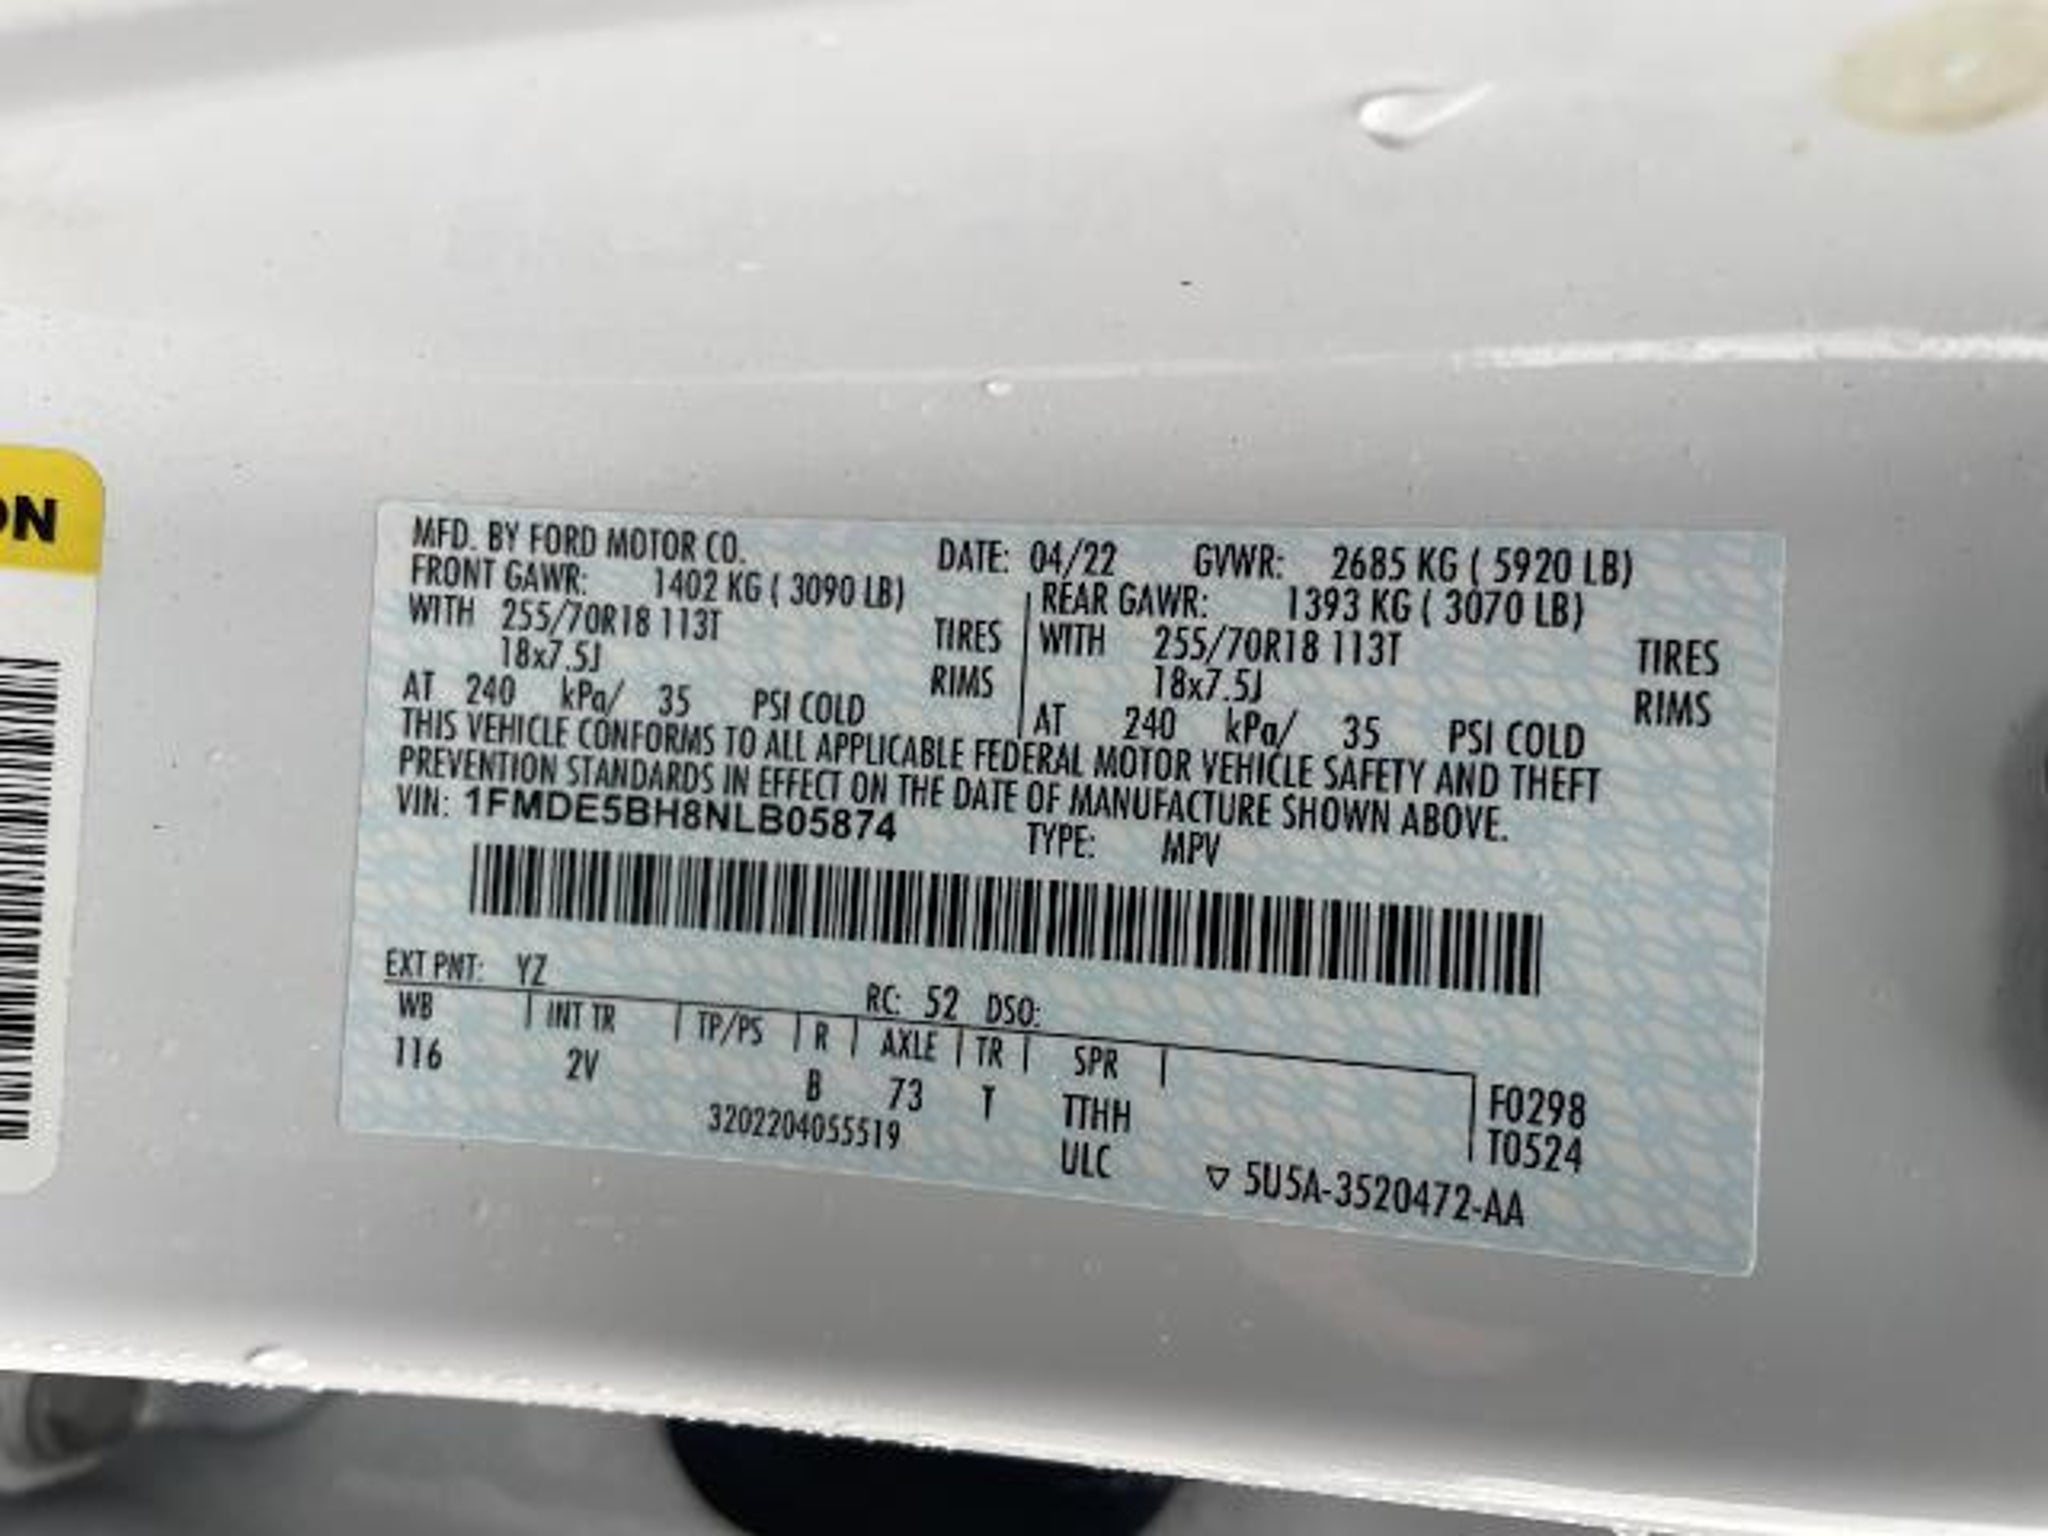 ON
MFD. BY FORD MOTOR CO. DATE: 04/22 GVWR: 2685 KG ( 5920 LB)
FRONT GAWR: 1402 KG ( 3090 LB) REAR GAWR: 1393 KG ( 3070 LB)
WITH 255/70R18 113T TIRES WITH 255/70R18 113T TIRES
18x7.5J RIMS 18x7.5J RIMS
AT 240 kPa/ 35 PSI COLD AT 240 kPa/ 35 PSI COLD
THIS VEHICLE CONFORMS TO ALL APPLICABLE FEDERAL MOTOR VEHICLE SAFETY AND THEFT
PREVENTION STANDARDS IN EFFECT ON THE DATE OF MANUFACTURE SHOWN ABOVE.
VIN: 1FMDE5BH8NLB05874 TYPE: MPV
EXT PNT: YZ RC: 52 DSO:
WB INT TR TP/PS R AXLE TR SPR
116 2V B 73 T TTHH F0298
3202204055519 ULC T0524
▽ 5U5A-3520472-AA